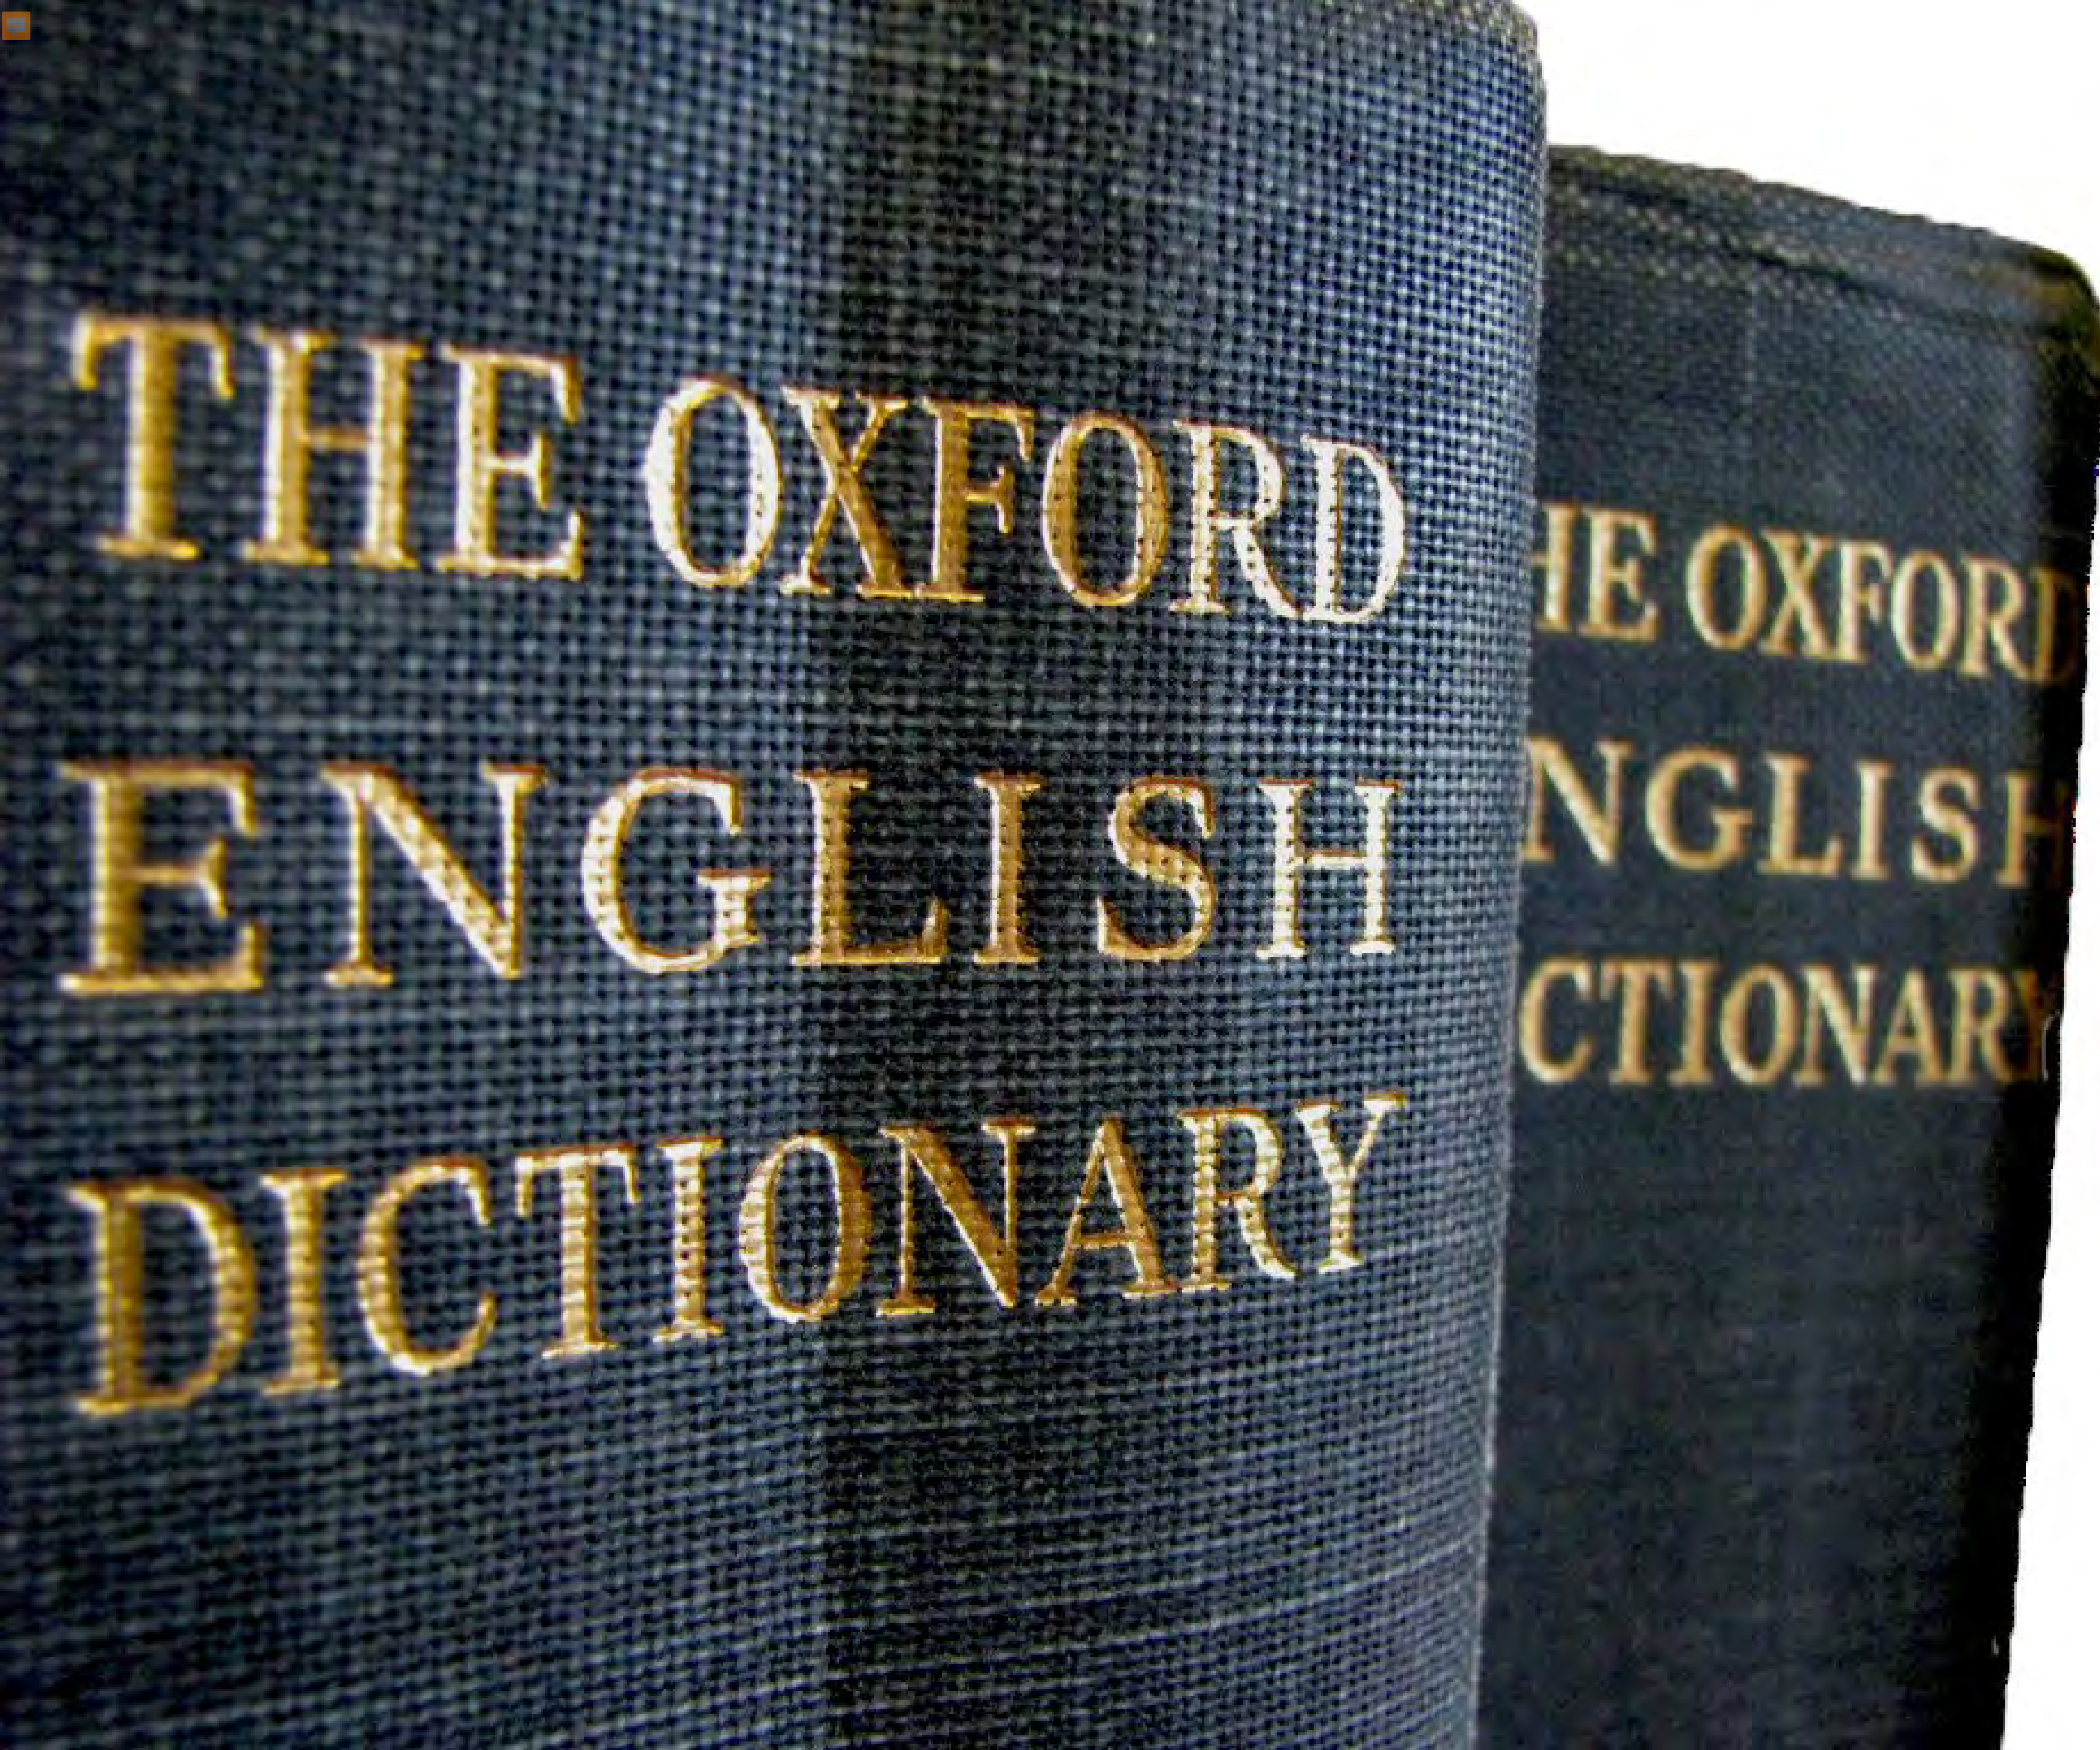 THE OXFORD
ENGLISH
DICTIONARY
HE OXFORD
NGLISH
CTIONARY